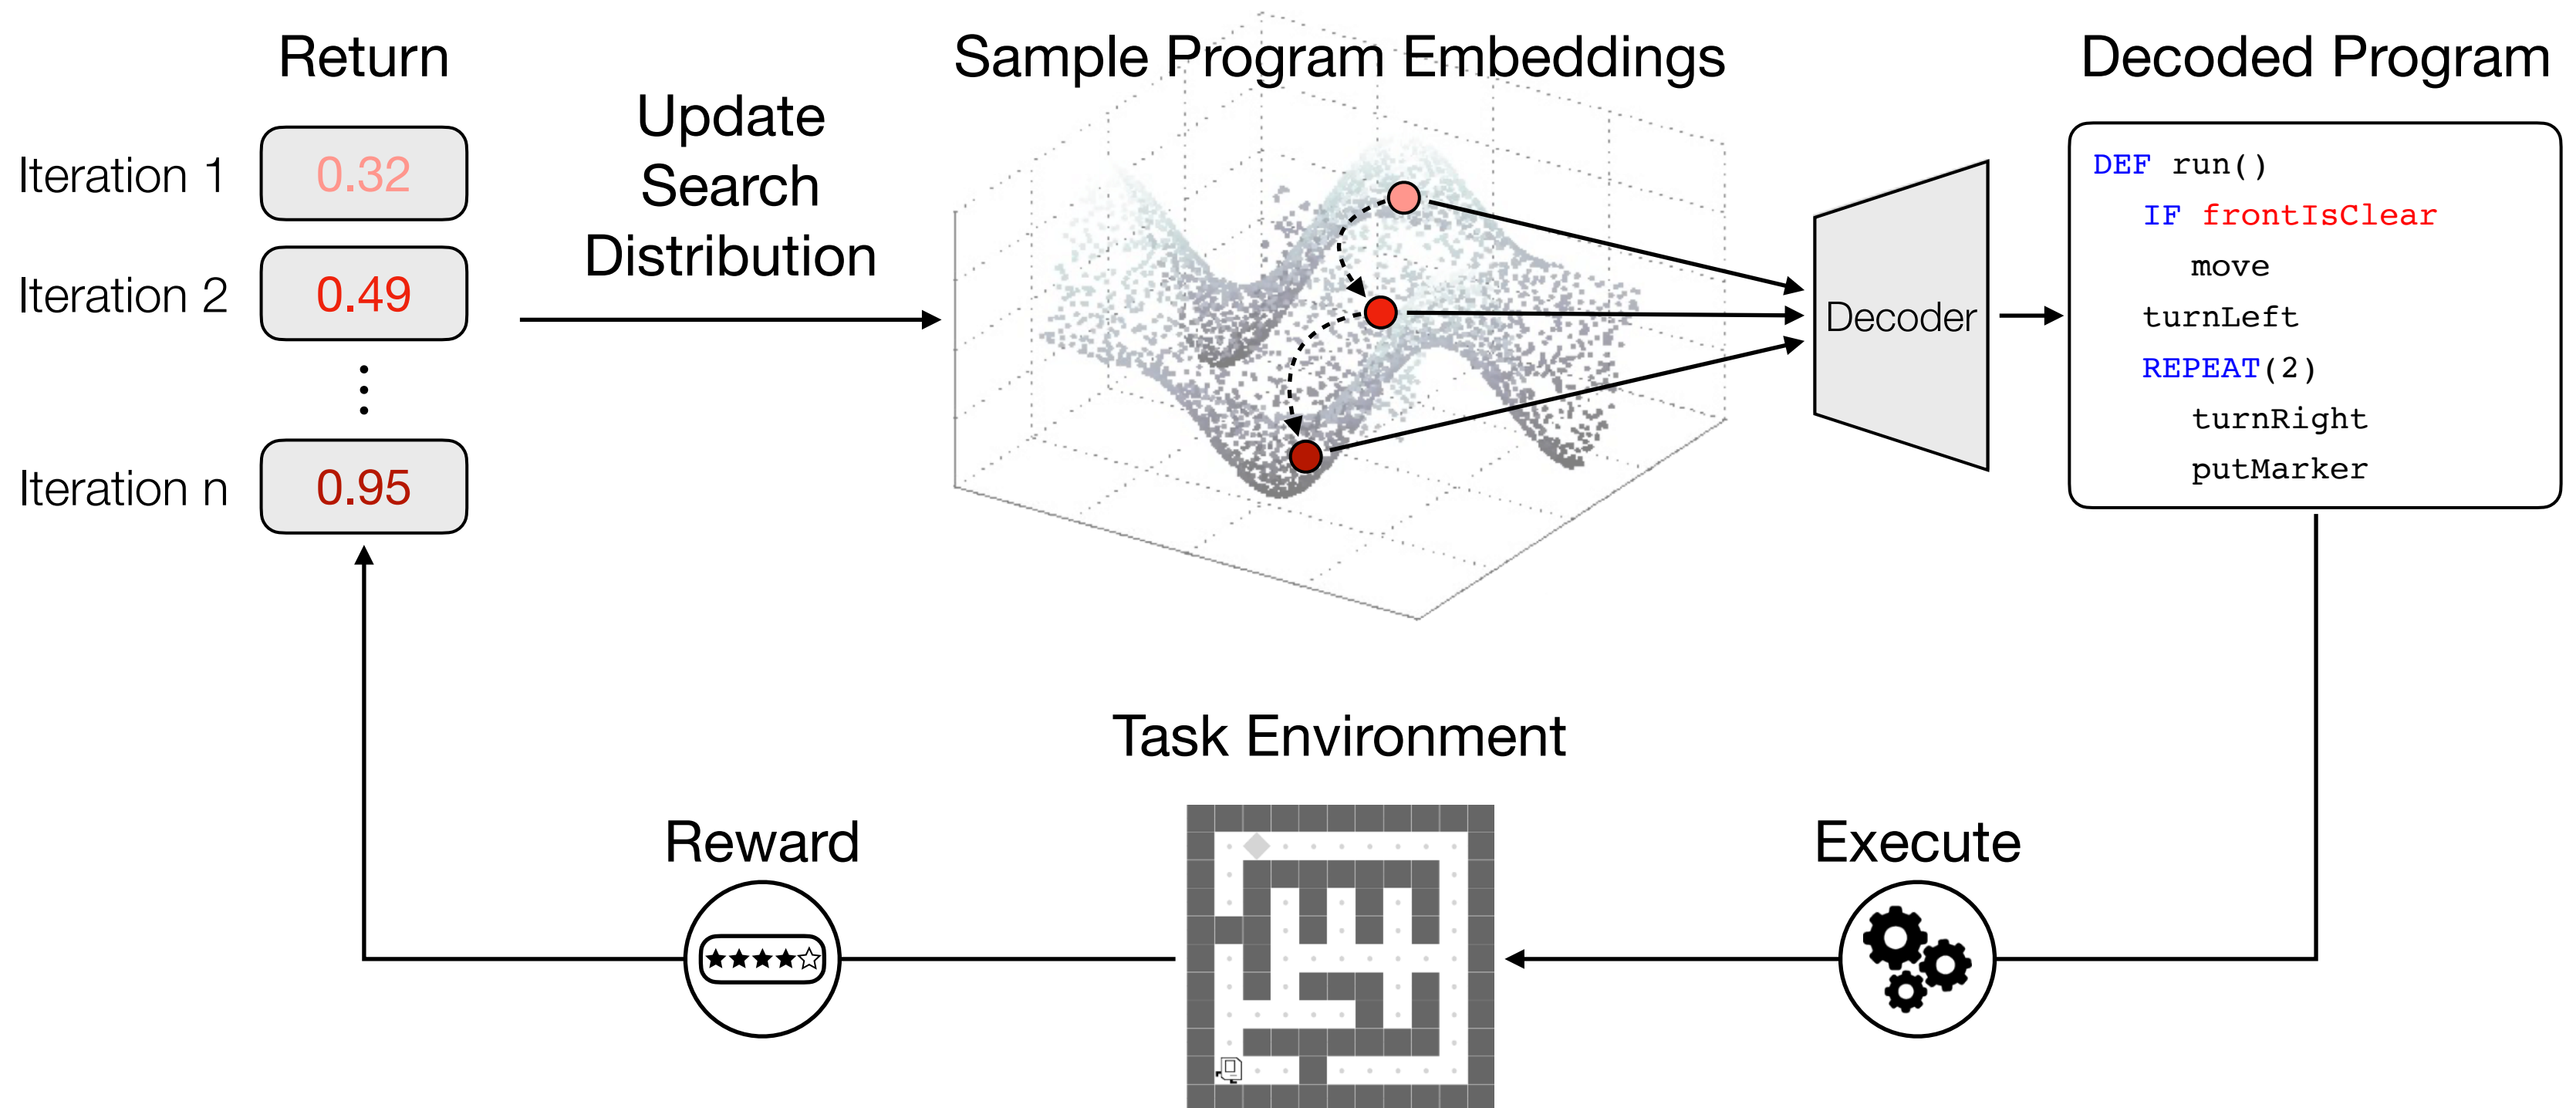 Return
Iteration 1
0.32
Iteration 2
0.49
Iteration n
0.95
Update
Search
Distribution
Sample Program Embeddings
Decoder
Decoded Program
DEF run()
IF frontIsClear
move
turnLeft
REPEAT(2)
turnRight
putMarker
Task Environment
Reward
Execute